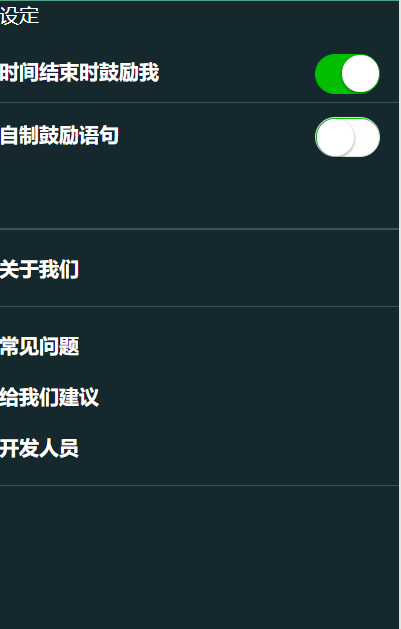 设定
时间结束时鼓励我
自制鼓励语句
关于我们
常见问题
给我们建议
开发人员